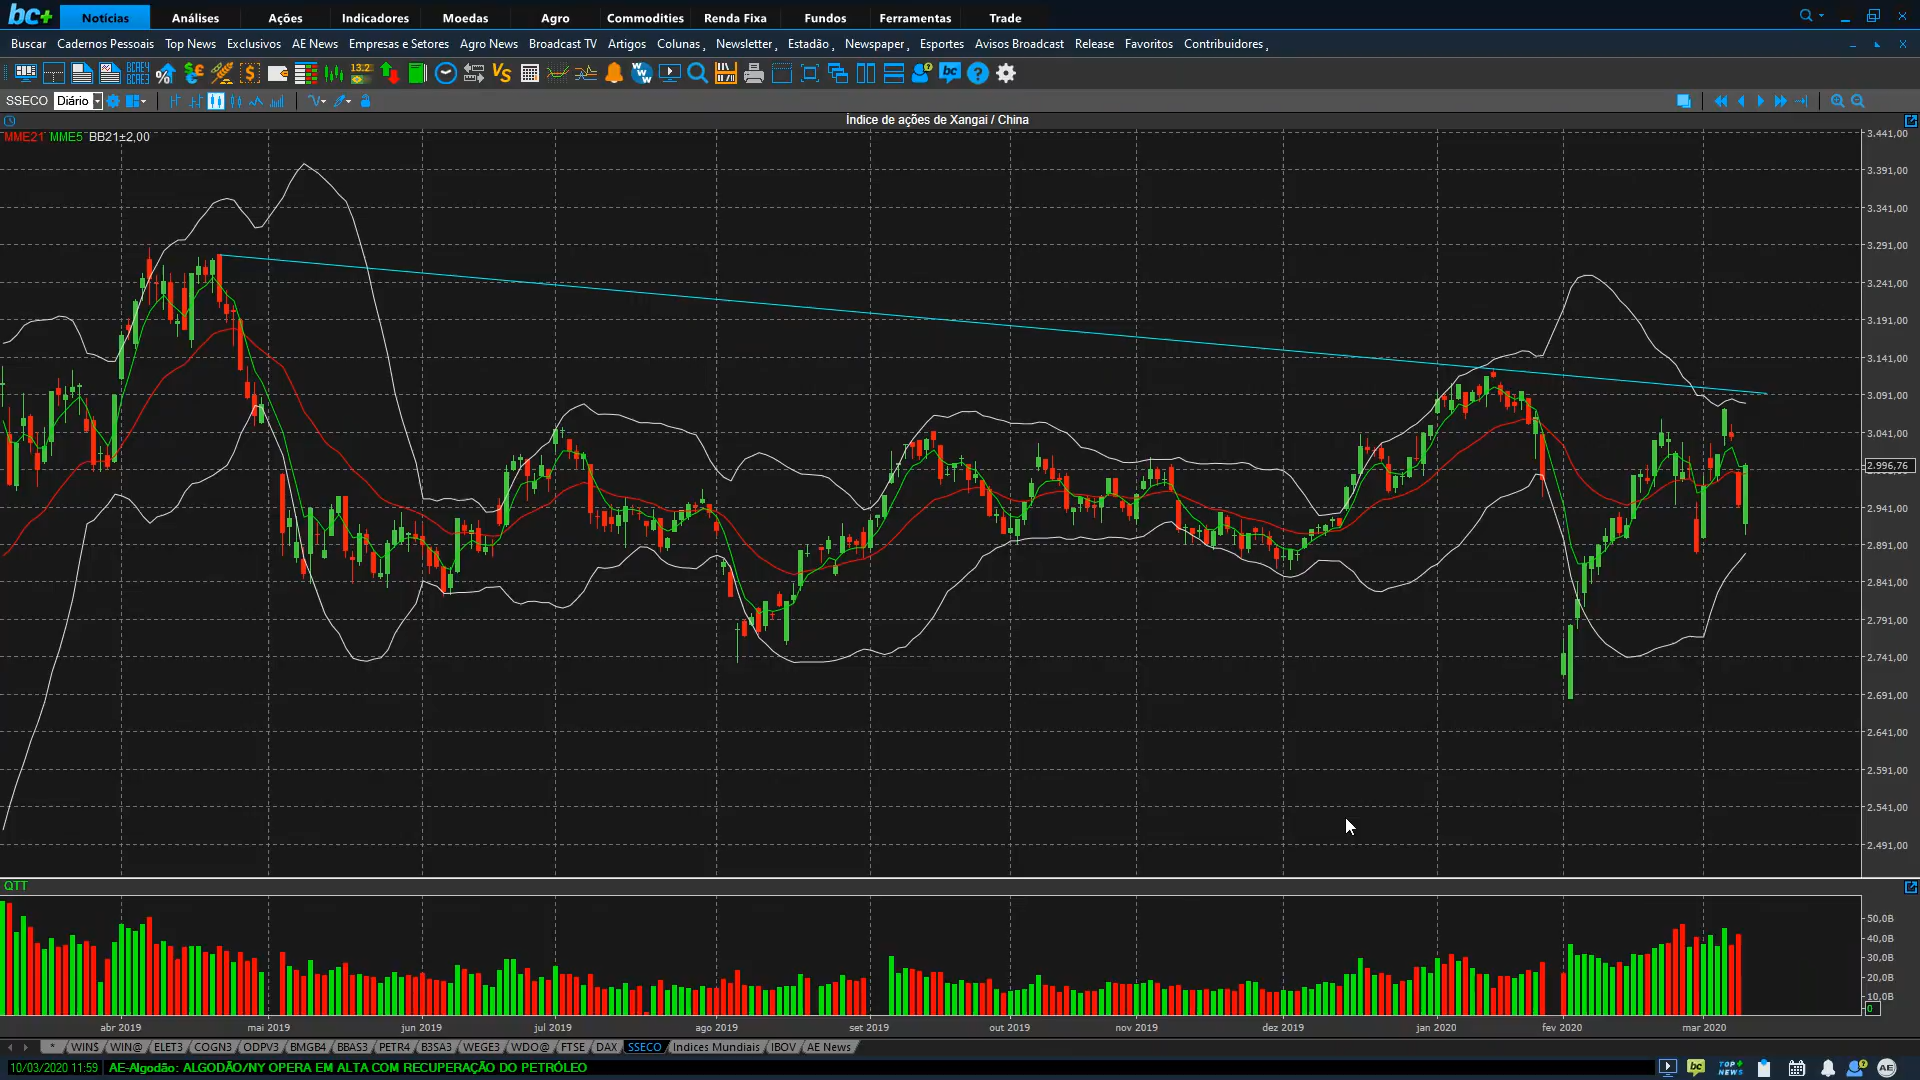 bc+ Notícias Análises Ações Indicadores Moedas Agro Commodities Renda Fixa Fundos Ferramentas Trade
Buscar Cadernos Pessoais Top News Exclusivos AE News Empresas e Setores Agro News Broadcast TV Artigos Colunas Newsletter Estadão Newspaper Esportes Avisos Broadcast Release Favoritos Contribuidores
SSECO Diário
Índice de ações de Xangai / China
MME21 MME5 BB21±2,00
3.441,00
3.391,00
3.341,00
3.291,00
3.241,00
3.191,00
3.141,00
3.091,00
3.041,00
2.996,76
2.941,00
2.891,00
2.841,00
2.791,00
2.741,00
2.691,00
2.641,00
2.591,00
2.541,00
2.491,00
QTT
50,0B
40,0B
30,0B
20,0B
10,0B
0
abr 2019 mai 2019 jun 2019 jul 2019 ago 2019 set 2019 out 2019 nov 2019 dez 2019 jan 2020 fev 2020 mar 2020
* WIN$ WIN@ ELET3 COGN3 ODPV3 BMGB4 BBAS3 PETR4 B3SA3 WEGE3 WDO@ FTSE DAX SSECO Indices Mundiais IBOV AE News
10/03/2020 11:59 AE-Algodão: ALGODÃO/NY OPERA EM ALTA COM RECUPERAÇÃO DO PETRÓLEO